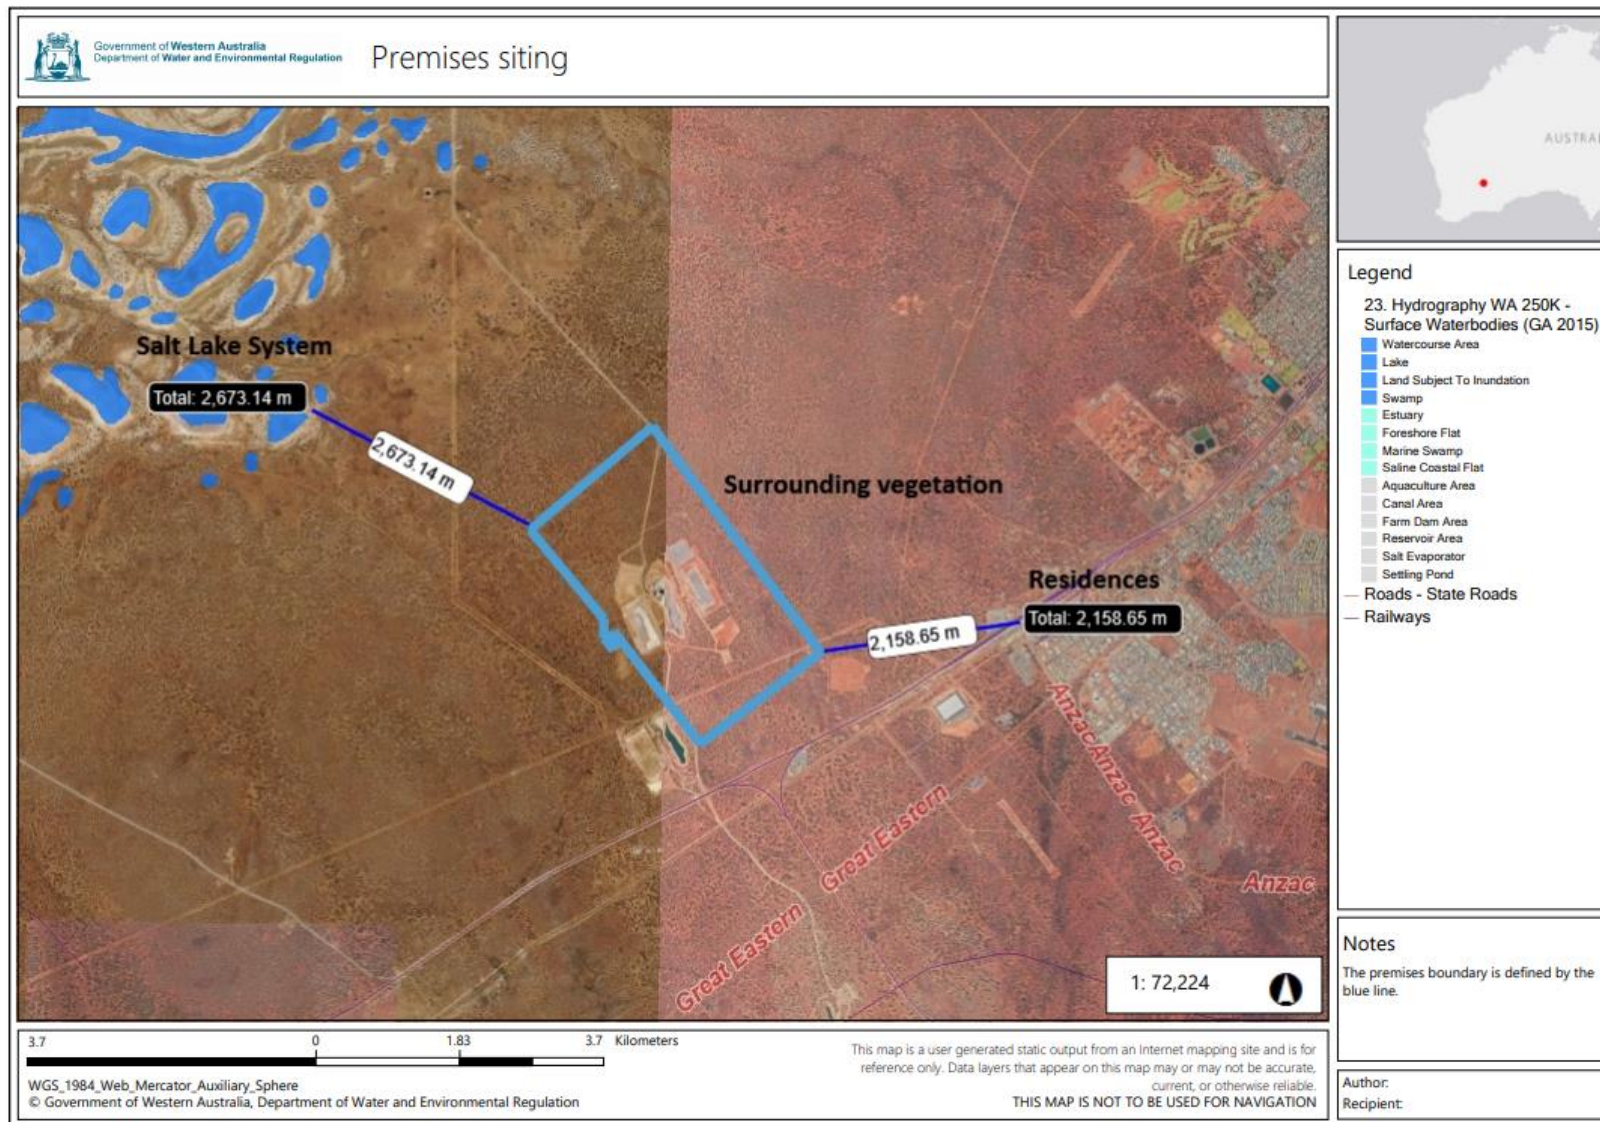 Government of Western Australia
Department of Water and Environmental Regulation
Premises siting
AUSTRA
Salt Lake System
Total: 2,673.14 m
2,673.14 m
Surrounding vegetation
Residences
Total: 2,158.65 m
2,158.65 m
Anzac
Anzac
Anzac
Anzac
Great Eastern
Great Eastern
1: 72,224
Legend
23. Hydrography WA 250K -
Surface Waterbodies (GA 2015)
Watercourse Area
Lake
Land Subject To Inundation
Swamp
Estuary
Foreshore Flat
Marine Swamp
Saline Coastal Flat
Aquaculture Area
Canal Area
Farm Dam Area
Reservoir Area
Salt Evaporator
Settling Pond
Roads - State Roads
Railways
Notes
The premises boundary is defined by the
blue line.
3.7 0 1.83 3.7 Kilometers
WGS_1984_Web_Mercator_Auxiliary_Sphere
© Government of Western Australia, Department of Water and Environmental Regulation
This map is a user generated static output from an Internet mapping site and is for
reference only. Data layers that appear on this map may or may not be accurate,
current, or otherwise reliable.
THIS MAP IS NOT TO BE USED FOR NAVIGATION
Author:
Recipient: